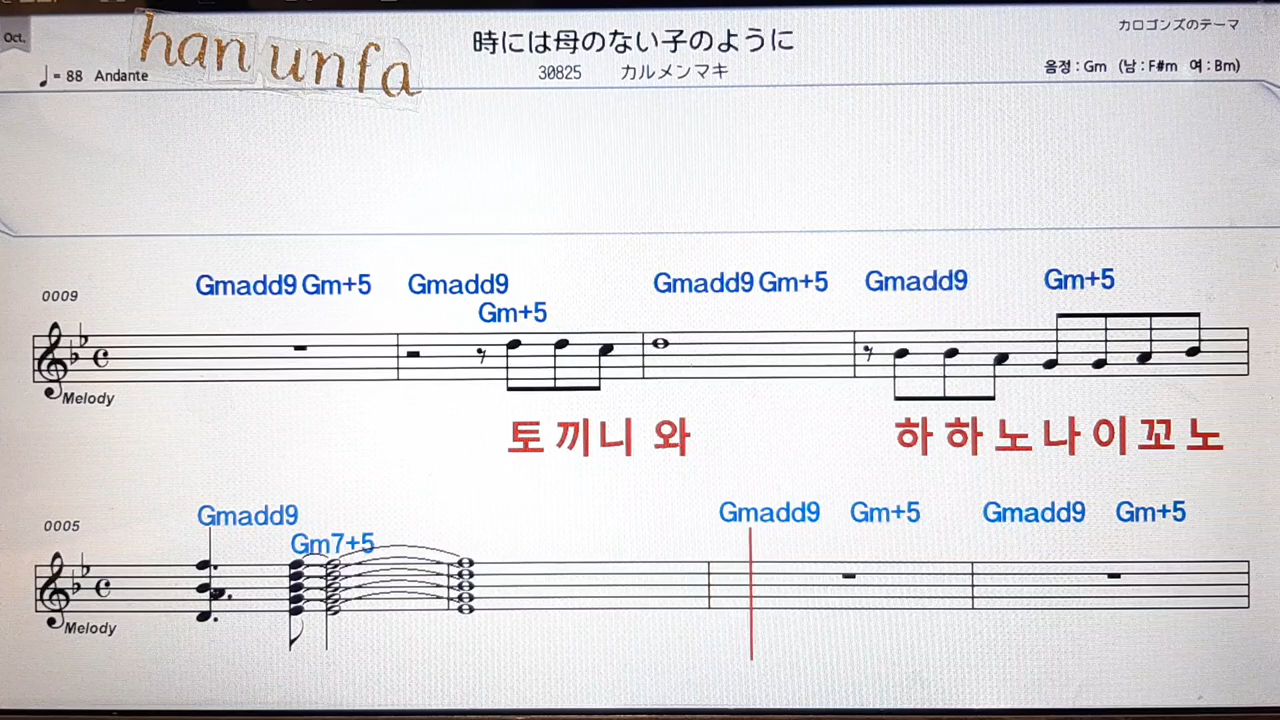 Oct.
han unfa
時には母のない子のように
カロゴンズのテーマ
♩= 88 Andante
30825 カルメンマキ
음정 : Gm (남 : F#m 여 : Bm)
Gmadd9 Gm+5 Gmadd9 Gmadd9 Gm+5 Gmadd9 Gm+5
Gm+5
0009
Melody
토끼니 와 하하노나이꼬노
Gmadd9 Gmadd9 Gm+5 Gmadd9 Gm+5
0005
Gm7+5
Melody